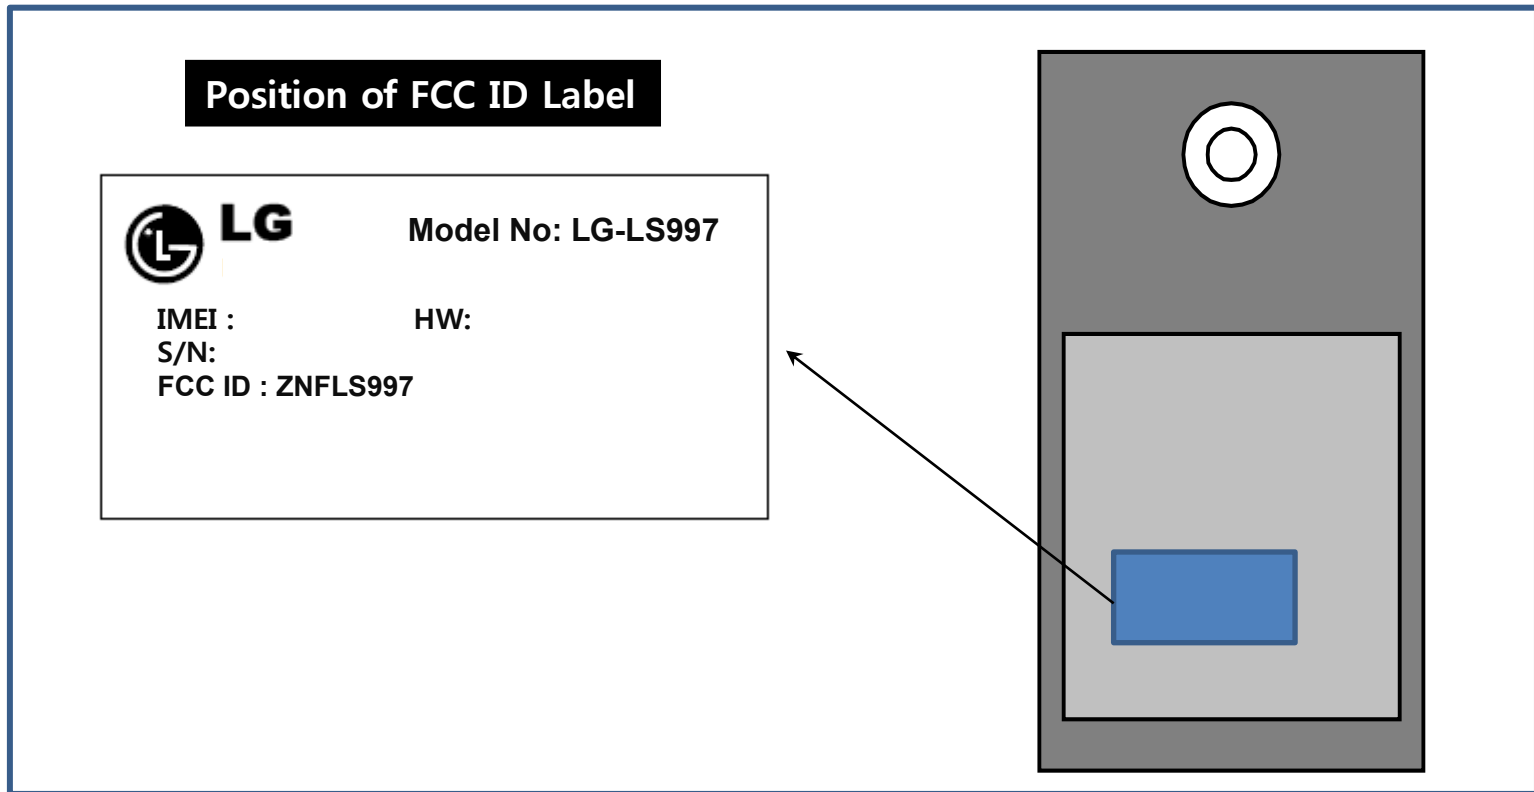 Position of FCC ID Label
LG Model No: LG-LS997
IMEI : HW:
S/N:
FCC ID : ZNFLS997